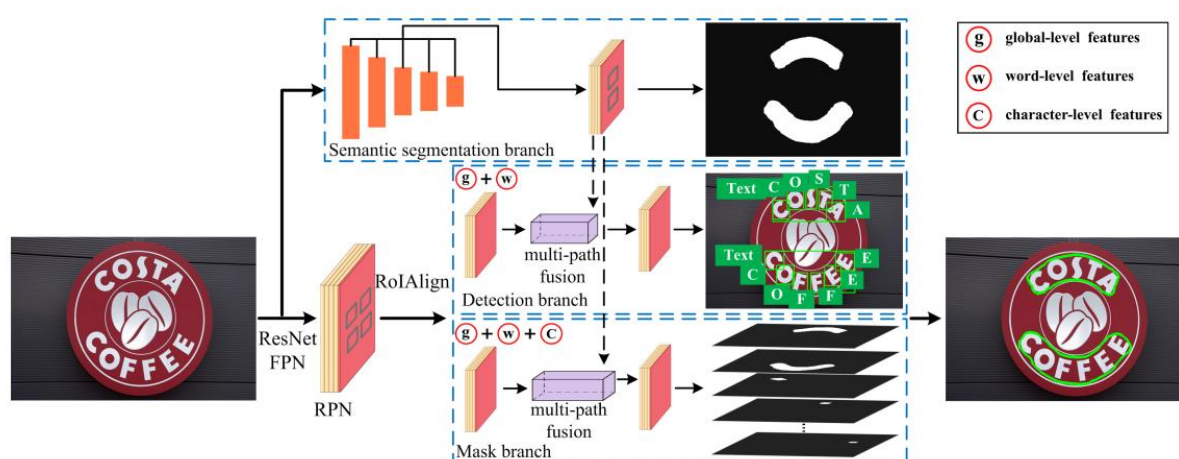 g global-level features
w word-level features
C character-level features
Semantic segmentation branch
g + w
Text C O S T A
COSTA
Text C O F F E E
COFFEE
multi-path
fusion
Detection branch
COSTA
COFFEE
ResNet
FPN
RPN
RoIAlign
g + w + C
multi-path
fusion
Mask branch
COSTA
COFFEE